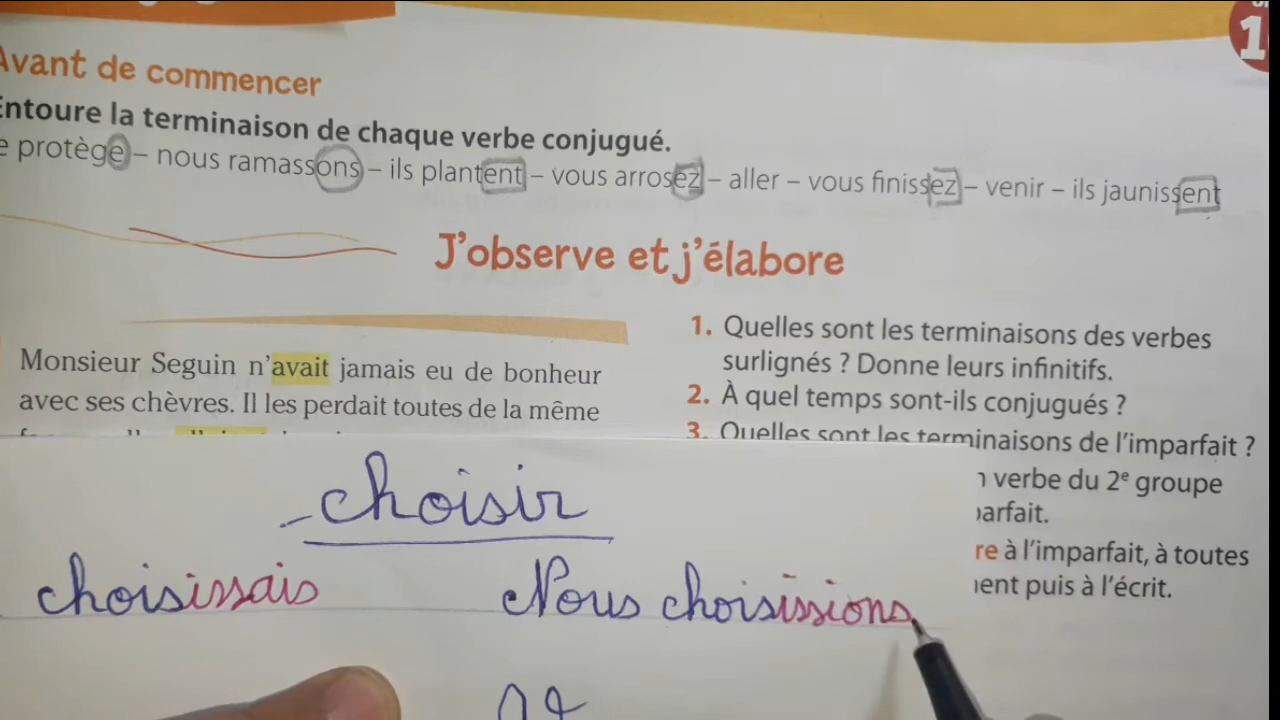 Avant de commencer
Entoure la terminaison de chaque verbe conjugué.
e protège – nous ramassons – ils plantent – vous arrosez – aller – vous finissez – venir – ils jaunissent
J'observe et j'élabore
Monsieur Seguin n'avait jamais eu de bonheur
avec ses chèvres. Il les perdait toutes de la même
1. Quelles sont les terminaisons des verbes
surlignés ? Donne leurs infinitifs.
2. À quel temps sont-ils conjugués ?
3. Quelles sont les terminaisons de l'imparfait ?
verbe du 2e groupe
parfait.
re à l'imparfait, à toutes
ent puis à l'écrit.
choisir
choisissais
Nous choisissions